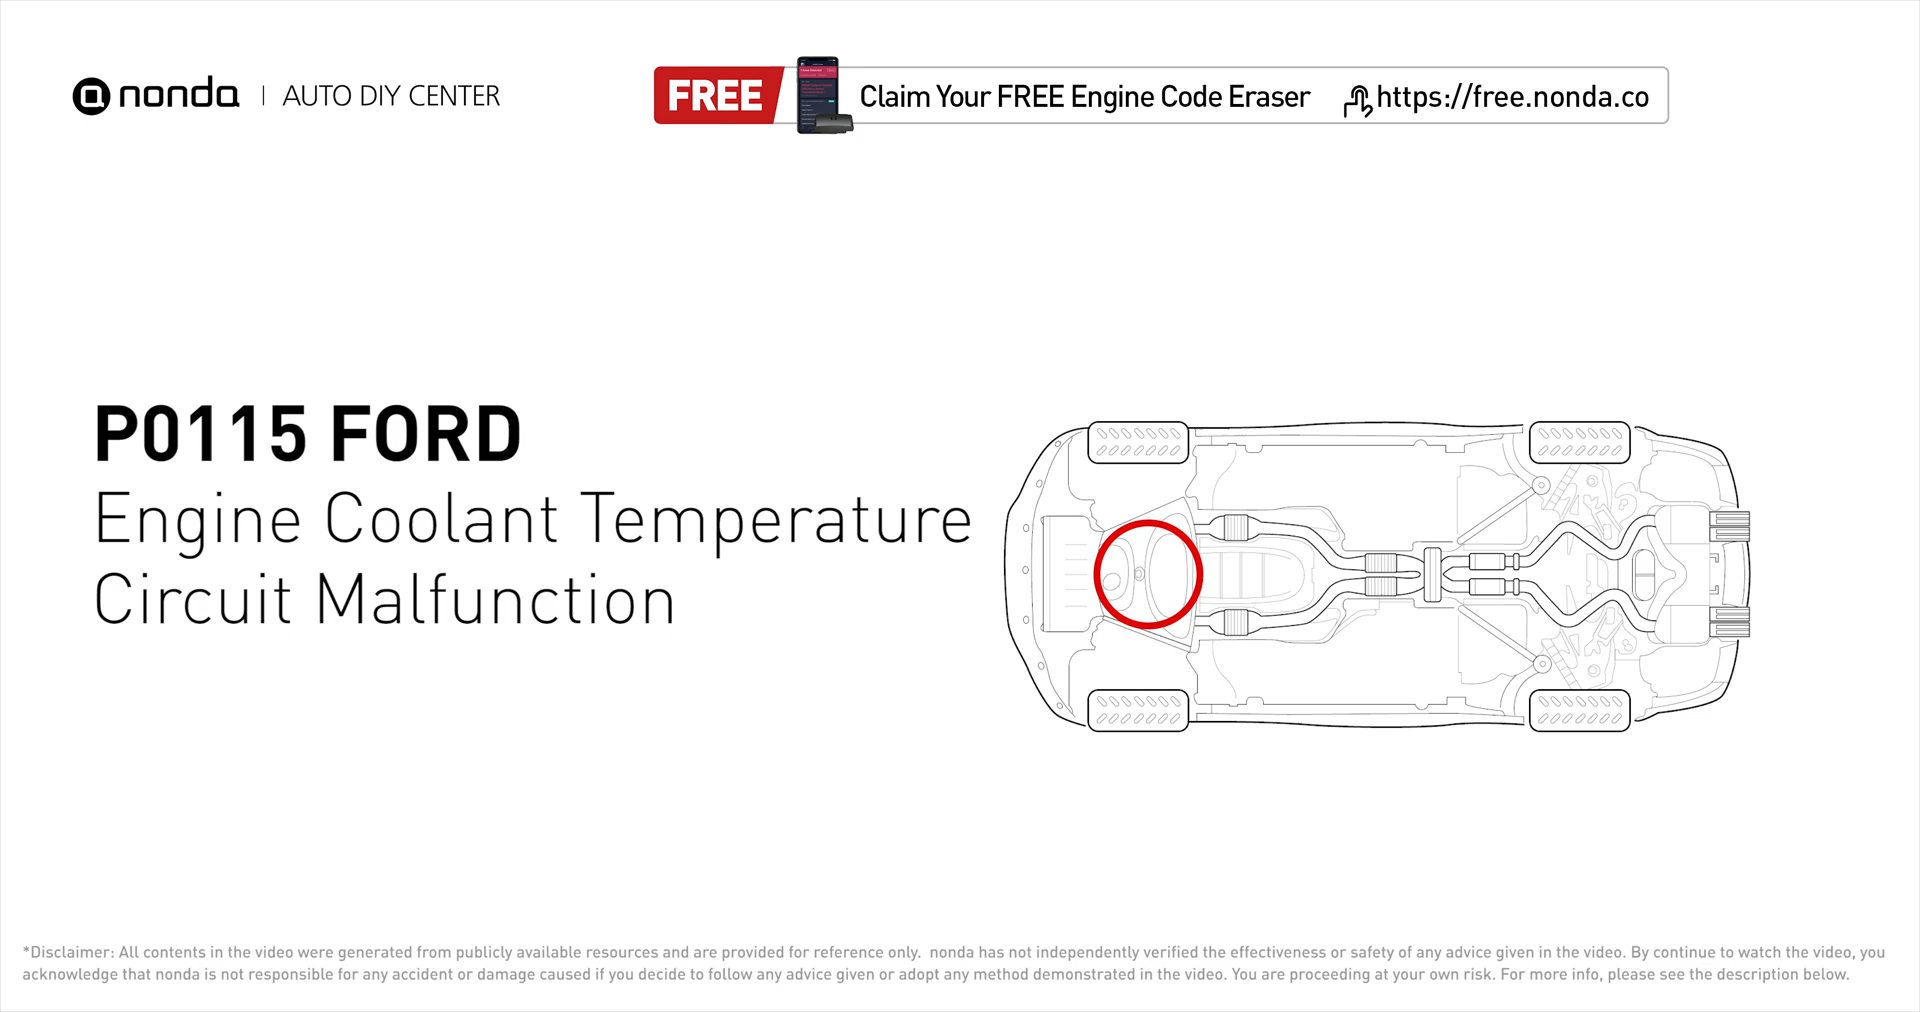 nonda | AUTO DIY CENTER
FREE Claim Your FREE Engine Code Eraser https://free.nonda.co
P0115 FORD
Engine Coolant Temperature
Circuit Malfunction
*Disclaimer: All contents in the video were generated from publicly available resources and are provided for reference only. nonda has not independently verified the effectiveness or safety of any advice given in the video. By continue to watch the video, you
acknowledge that nonda is not responsible for any accident or damage caused if you decide to follow any advice given or adopt any method demonstrated in the video. You are proceeding at your own risk. For more info, please see the description below.